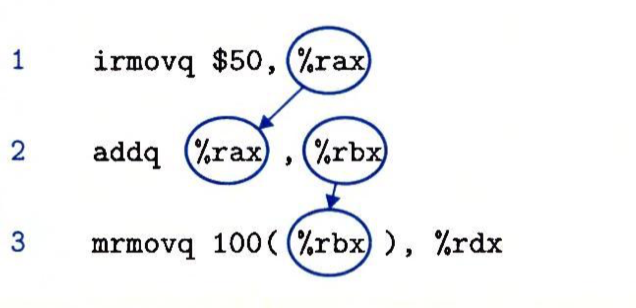 1 irmovq $50, %rax
2 addq %rax , %rbx
3 mrmovq 100( %rbx ), %rdx